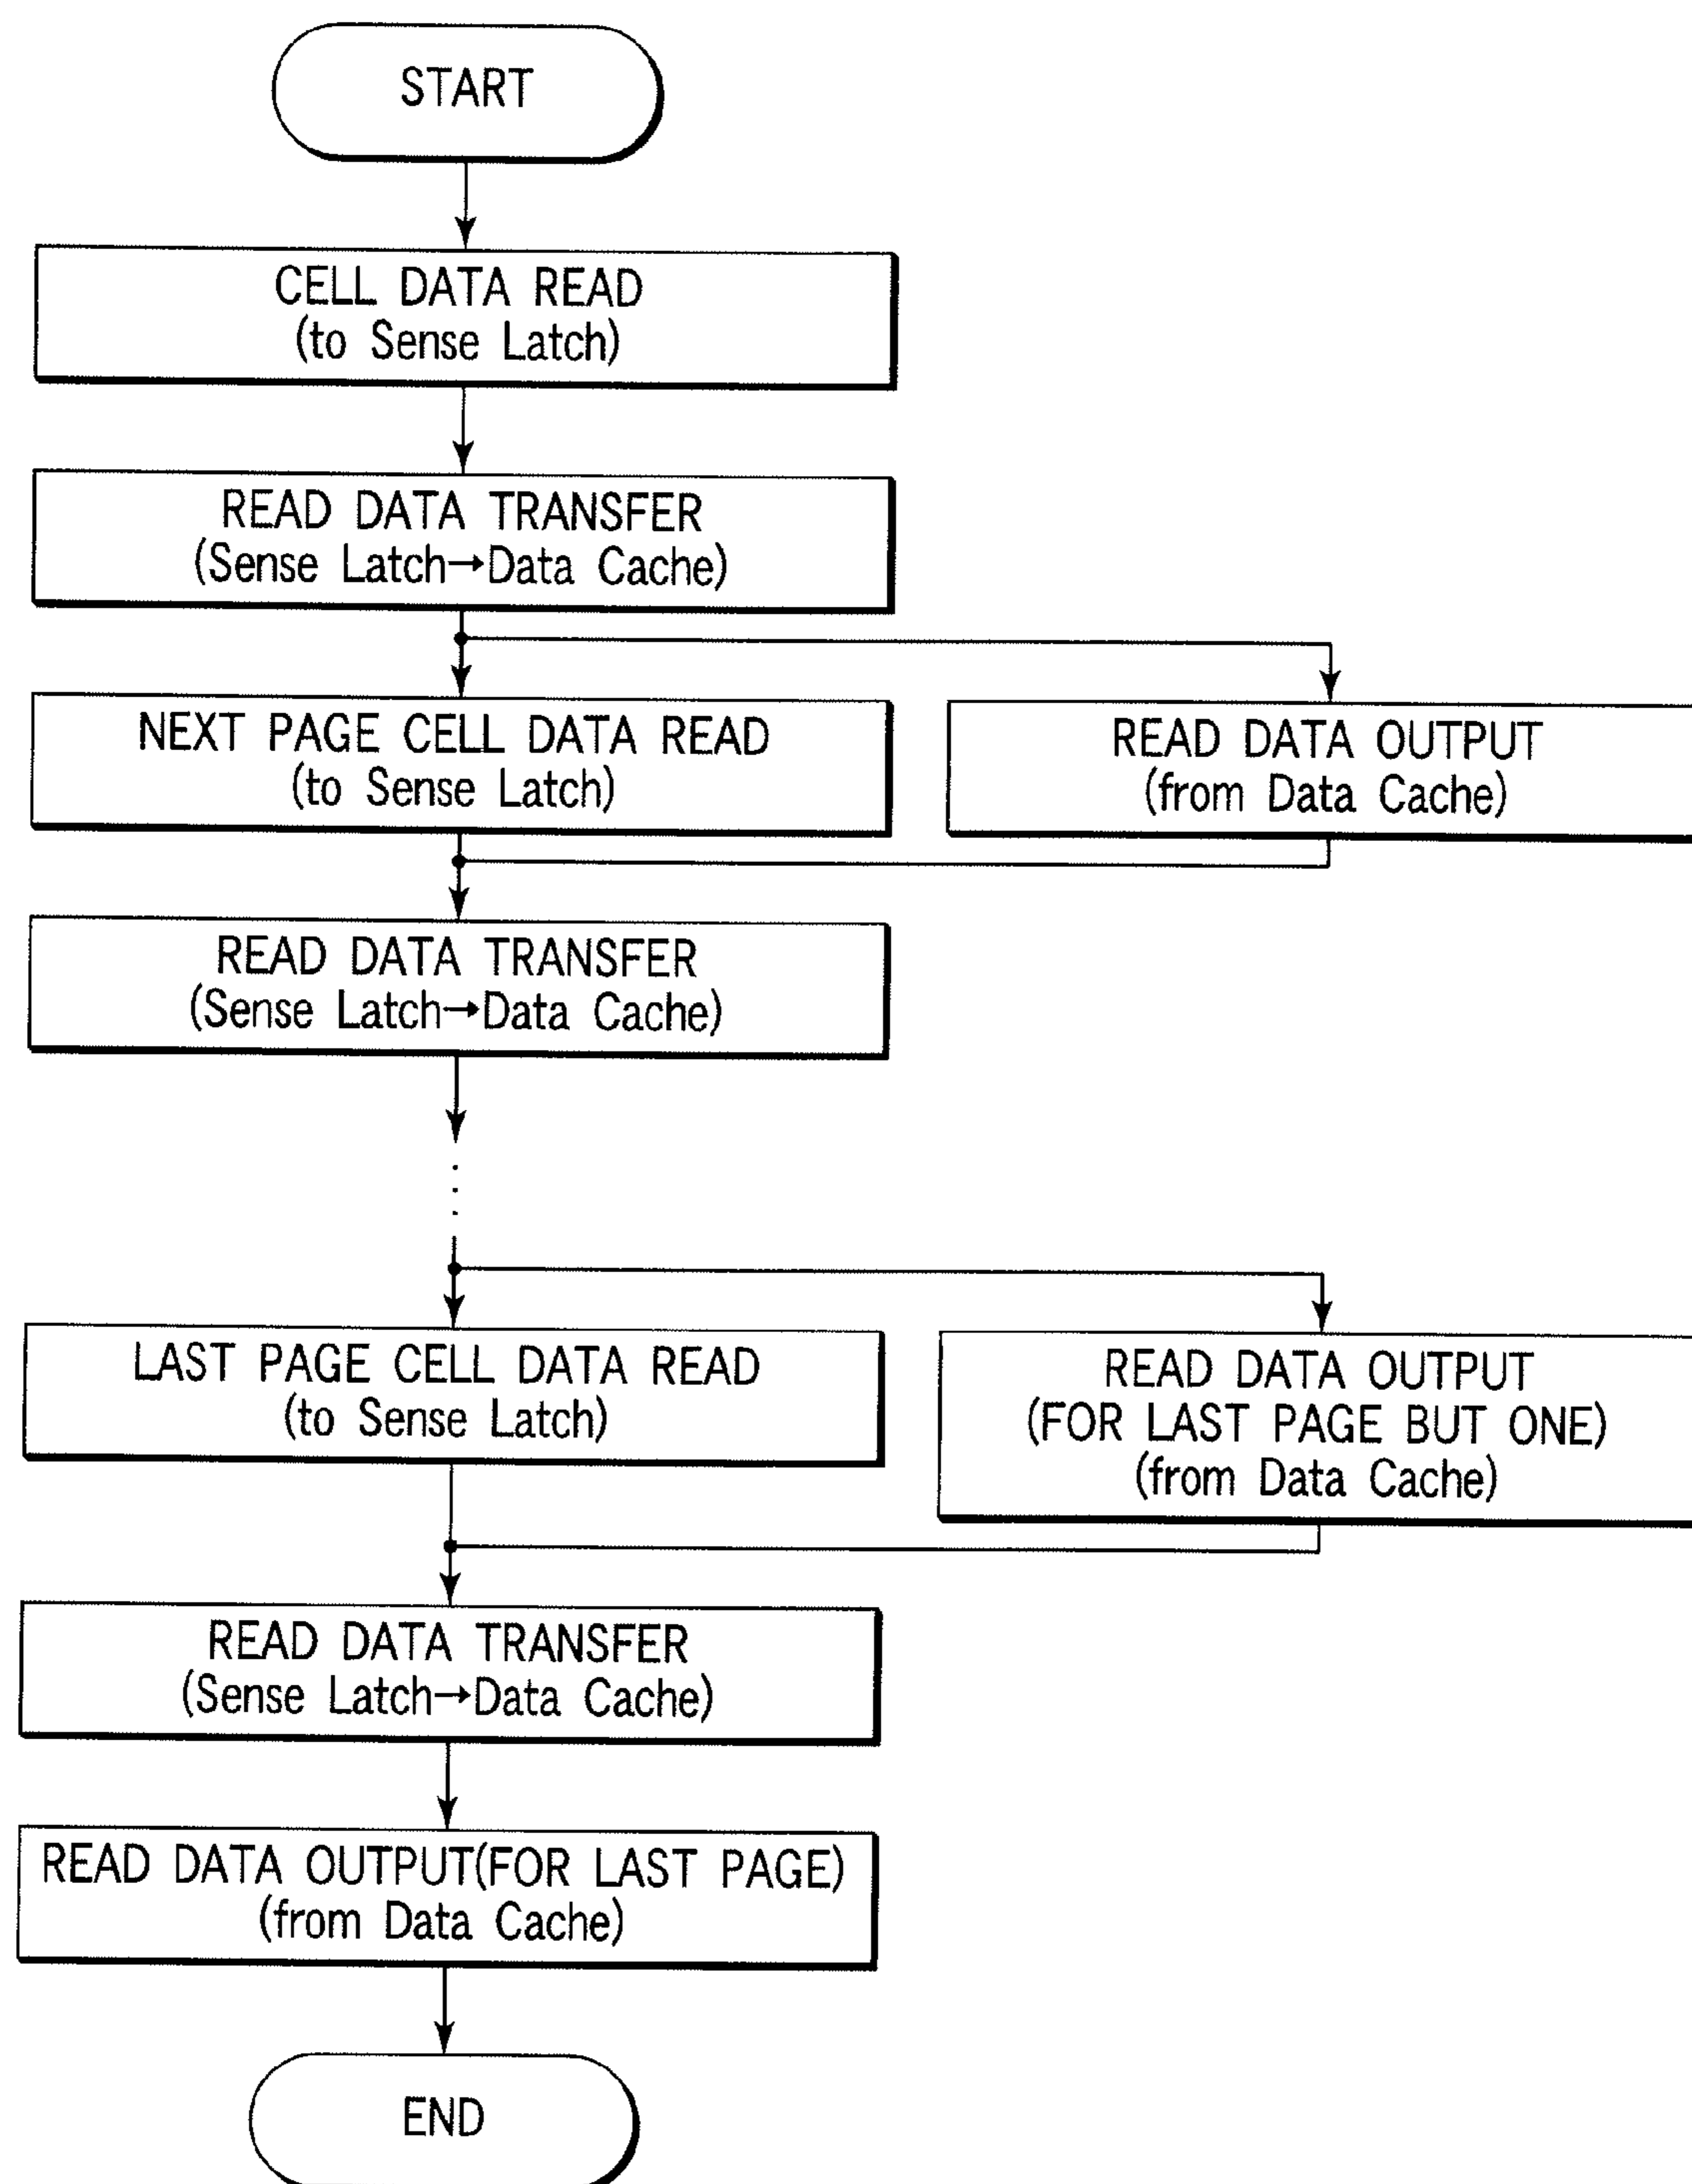 START
CELL DATA READ
(to Sense Latch)
READ DATA TRANSFER
(Sense Latch→Data Cache)
NEXT PAGE CELL DATA READ
(to Sense Latch)
READ DATA OUTPUT
(from Data Cache)
READ DATA TRANSFER
(Sense Latch→Data Cache)
LAST PAGE CELL DATA READ
(to Sense Latch)
READ DATA OUTPUT
(FOR LAST PAGE BUT ONE)
(from Data Cache)
READ DATA TRANSFER
(Sense Latch→Data Cache)
READ DATA OUTPUT(FOR LAST PAGE)
(from Data Cache)
END